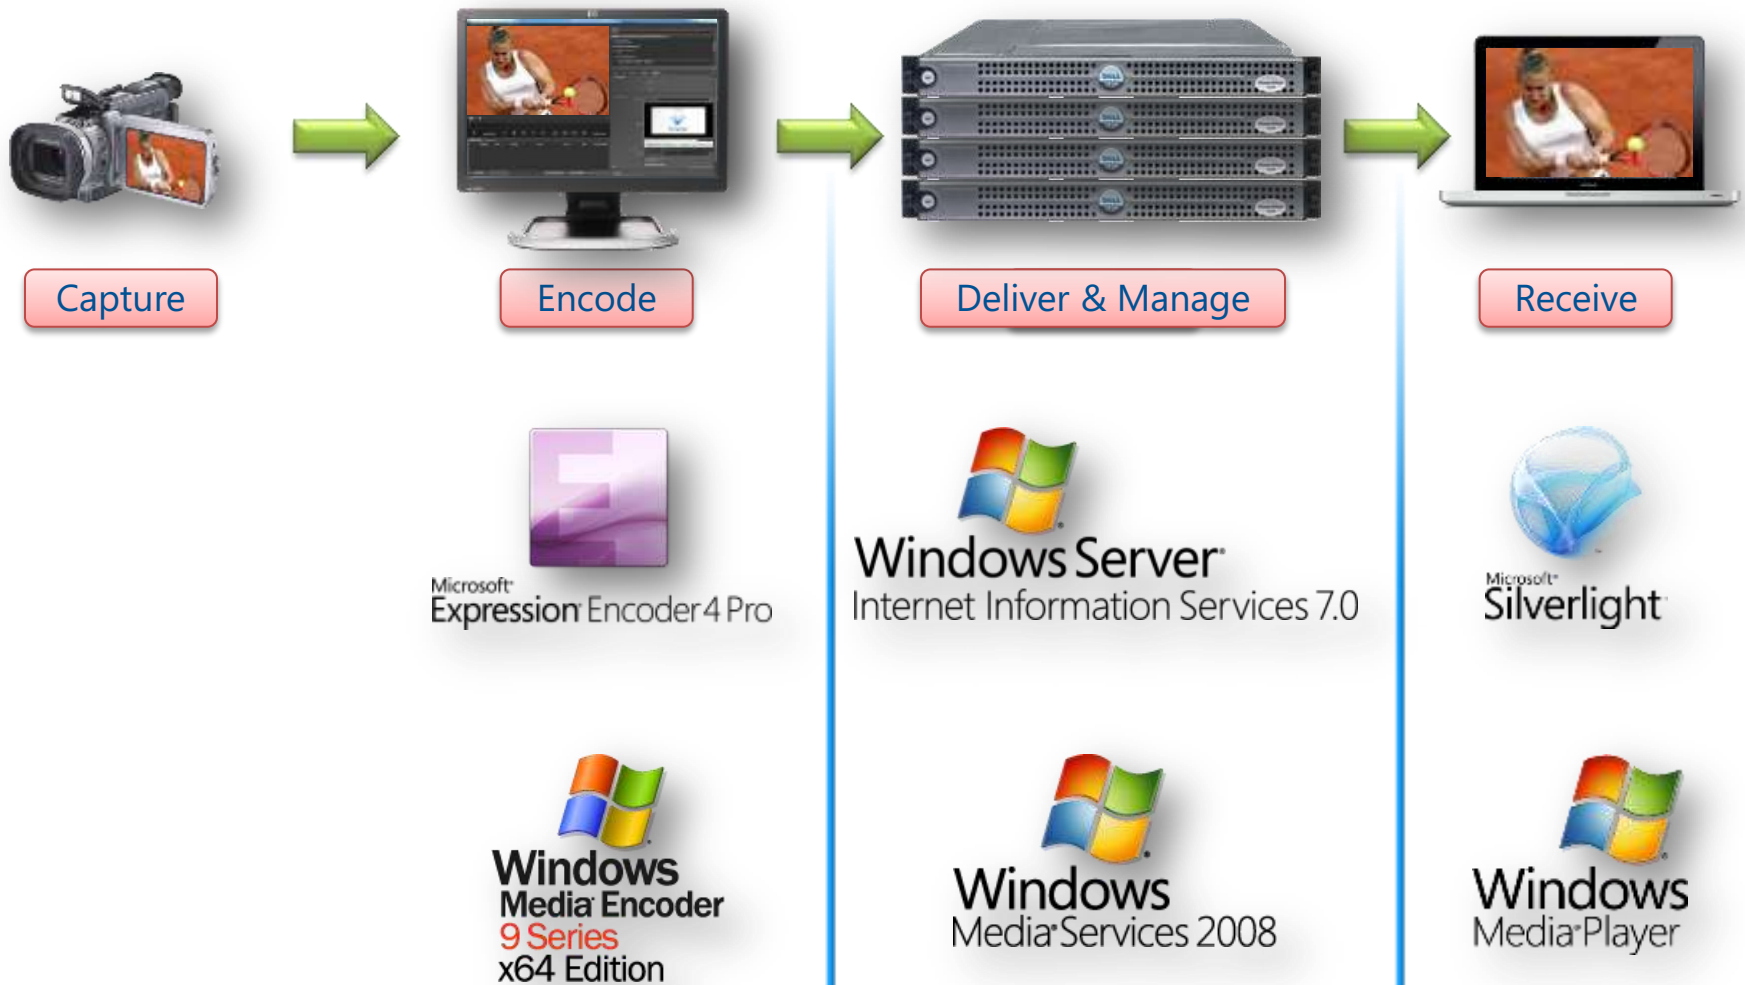 Capture
Encode
Deliver & Manage
Receive
Microsoft®
Expression® Encoder 4 Pro
Windows Server®
Internet Information Services 7.0
Microsoft®
Silverlight™
Windows
Media Encoder
9 Series
x64 Edition
Windows
Media® Services 2008
Windows
Media® Player